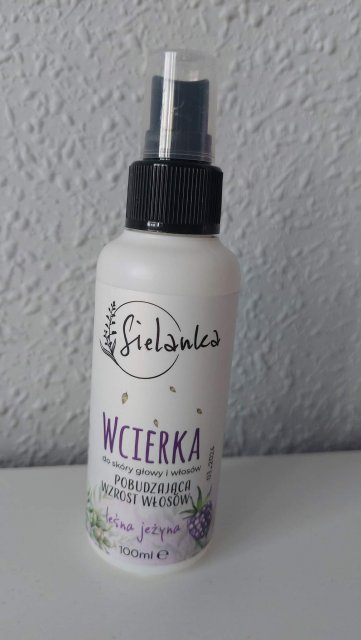 Sielanka
WCIERKA
do skóry głowy i włosów
POBUDZAJĄCA
WZROST WŁOSÓW
leśna jeżyna
100ml e